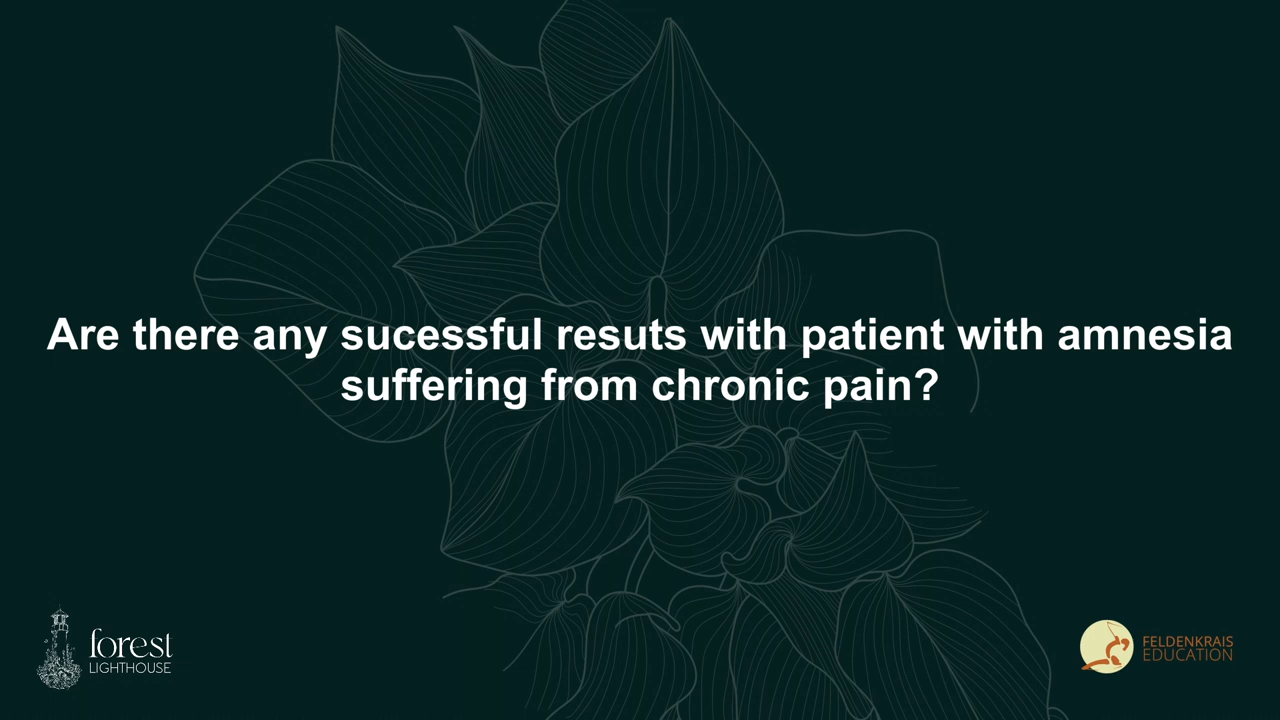 Are there any sucessful resuts with patient with amnesia
suffering from chronic pain?
forest
LIGHTHOUSE
FELDENKRAIS
EDUCATION